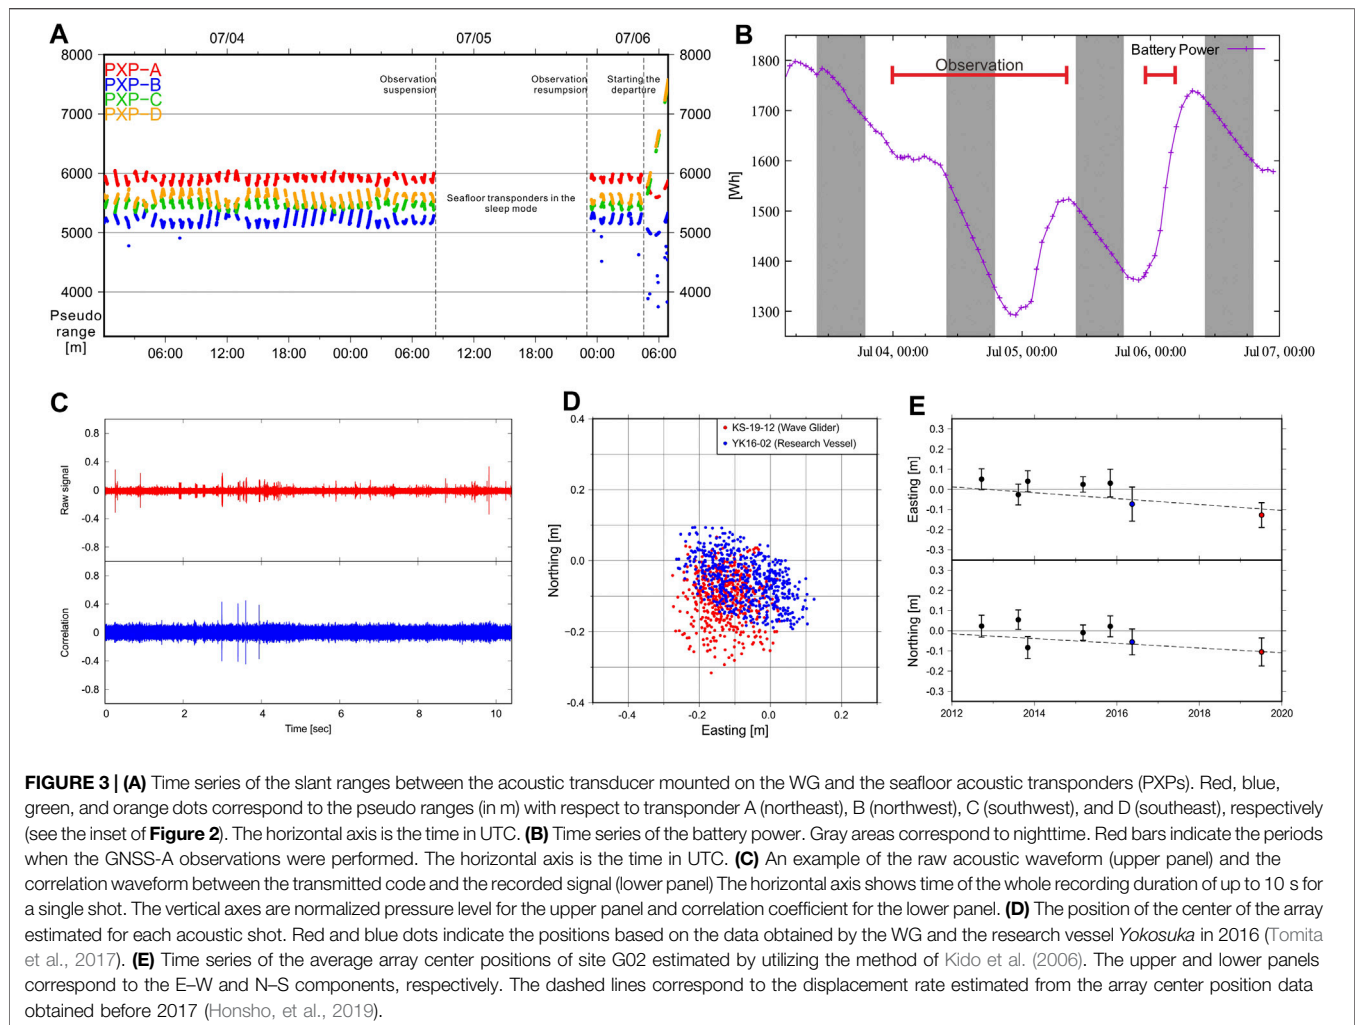 A
07/04
07/05
07/06
8000
8000
PXP−A
PXP−B
PXP−C
PXP−D
Observation
suspension
Observation
resumpsion
Starting the
departure
7000
7000
6000
6000
Seafloor transponders in the
sleep mode
5000
5000
4000
4000
Pseudo
range
[m]
06:00
12:00
18:00
00:00
06:00
00:00
06:00
B
Battery Power
Observation
1800
1700
1600
1500
1400
1300
[Wh]
Jul 04, 00:00
Jul 05, 00:00
Jul 06, 00:00
Jul 07, 00:00
C
0.8
0.4
0
-0.4
-0.8
Raw signal
0.8
0.4
0
-0.4
-0.8
Correlation
0
2
4
6
8
10
Time [sec]
D
KS-19-12 (Wave Glider)
YK16-02 (Research Vessel)
0.4
0.2
0.0
-0.2
-0.4
Northing [m]
-0.4
-0.2
0.0
0.2
Easting [m]
E
0.3
0.2
0.1
0.0
-0.1
-0.2
-0.3
Easting [m]
0.3
0.2
0.1
0.0
-0.1
-0.2
-0.3
Northing [m]
2012
2014
2016
2018
2020
FIGURE 3 | (A) Time series of the slant ranges between the acoustic transducer mounted on the WG and the seafloor acoustic transponders (PXPs). Red, blue,
green, and orange dots correspond to the pseudo ranges (in m) with respect to transponder A (northeast), B (northwest), C (southwest), and D (southeast), respectively
(see the inset of Figure 2). The horizontal axis is the time in UTC. (B) Time series of the battery power. Gray areas correspond to nighttime. Red bars indicate the periods
when the GNSS-A observations were performed. The horizontal axis is the time in UTC. (C) An example of the raw acoustic waveform (upper panel) and the
correlation waveform between the transmitted code and the recorded signal (lower panel) The horizontal axis shows time of the whole recording duration of up to 10 s for
a single shot. The vertical axes are normalized pressure level for the upper panel and correlation coefficient for the lower panel. (D) The position of the center of the array
estimated for each acoustic shot. Red and blue dots indicate the positions based on the data obtained by the WG and the research vessel Yokosuka in 2016 (Tomita
et al., 2017). (E) Time series of the average array center positions of site G02 estimated by utilizing the method of Kido et al. (2006). The upper and lower panels
correspond to the E–W and N–S components, respectively. The dashed lines correspond to the displacement rate estimated from the array center position data
obtained before 2017 (Honsho, et al., 2019).